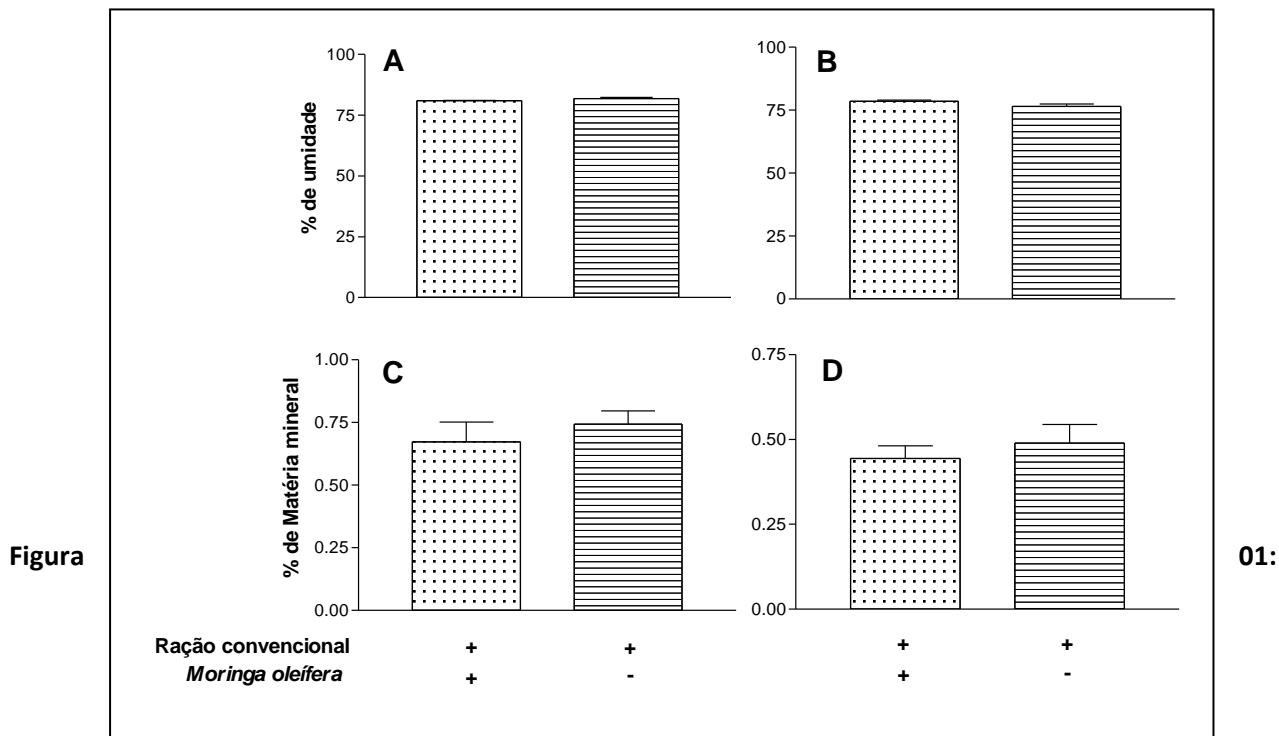 A
100
75
50
25
0
% de umidade
B
100
75
50
25
0
C
1.00
0.75
0.50
0.25
0.00
% de Matéria mineral
D
0.75
0.50
0.25
0.00
Figura 01:
Ração convencional + + + +
Moringa oleífera + - + -